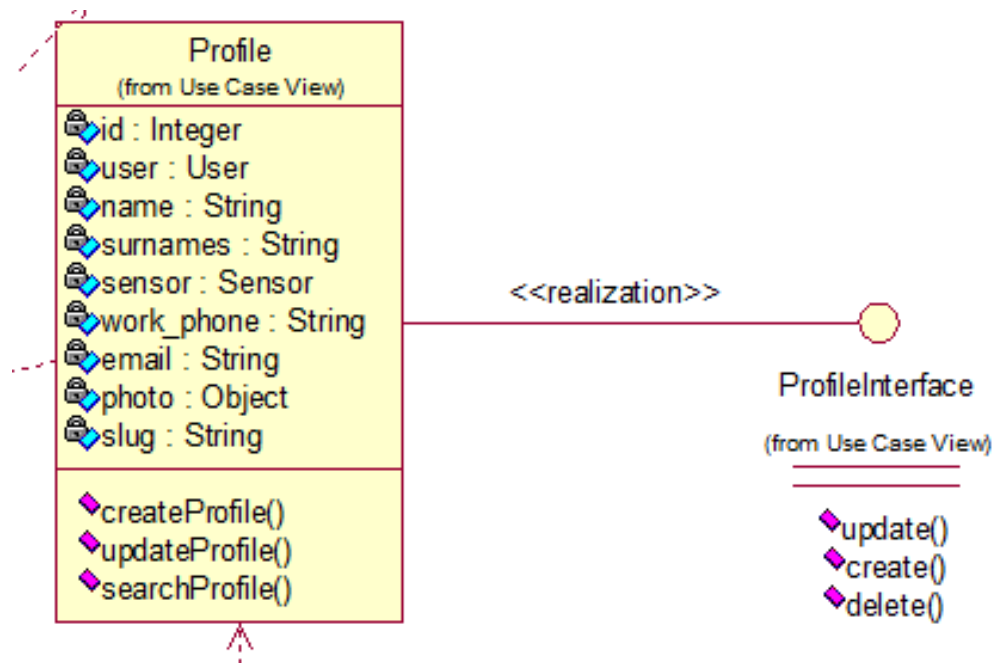 Profile
(from Use Case View)
id : Integer
user : User
name : String
surnames : String
sensor : Sensor
work_phone : String
email : String
photo : Object
slug : String
createProfile()
updateProfile()
searchProfile()
<<realization>>
ProfileInterface
(from Use Case View)
update()
create()
delete()